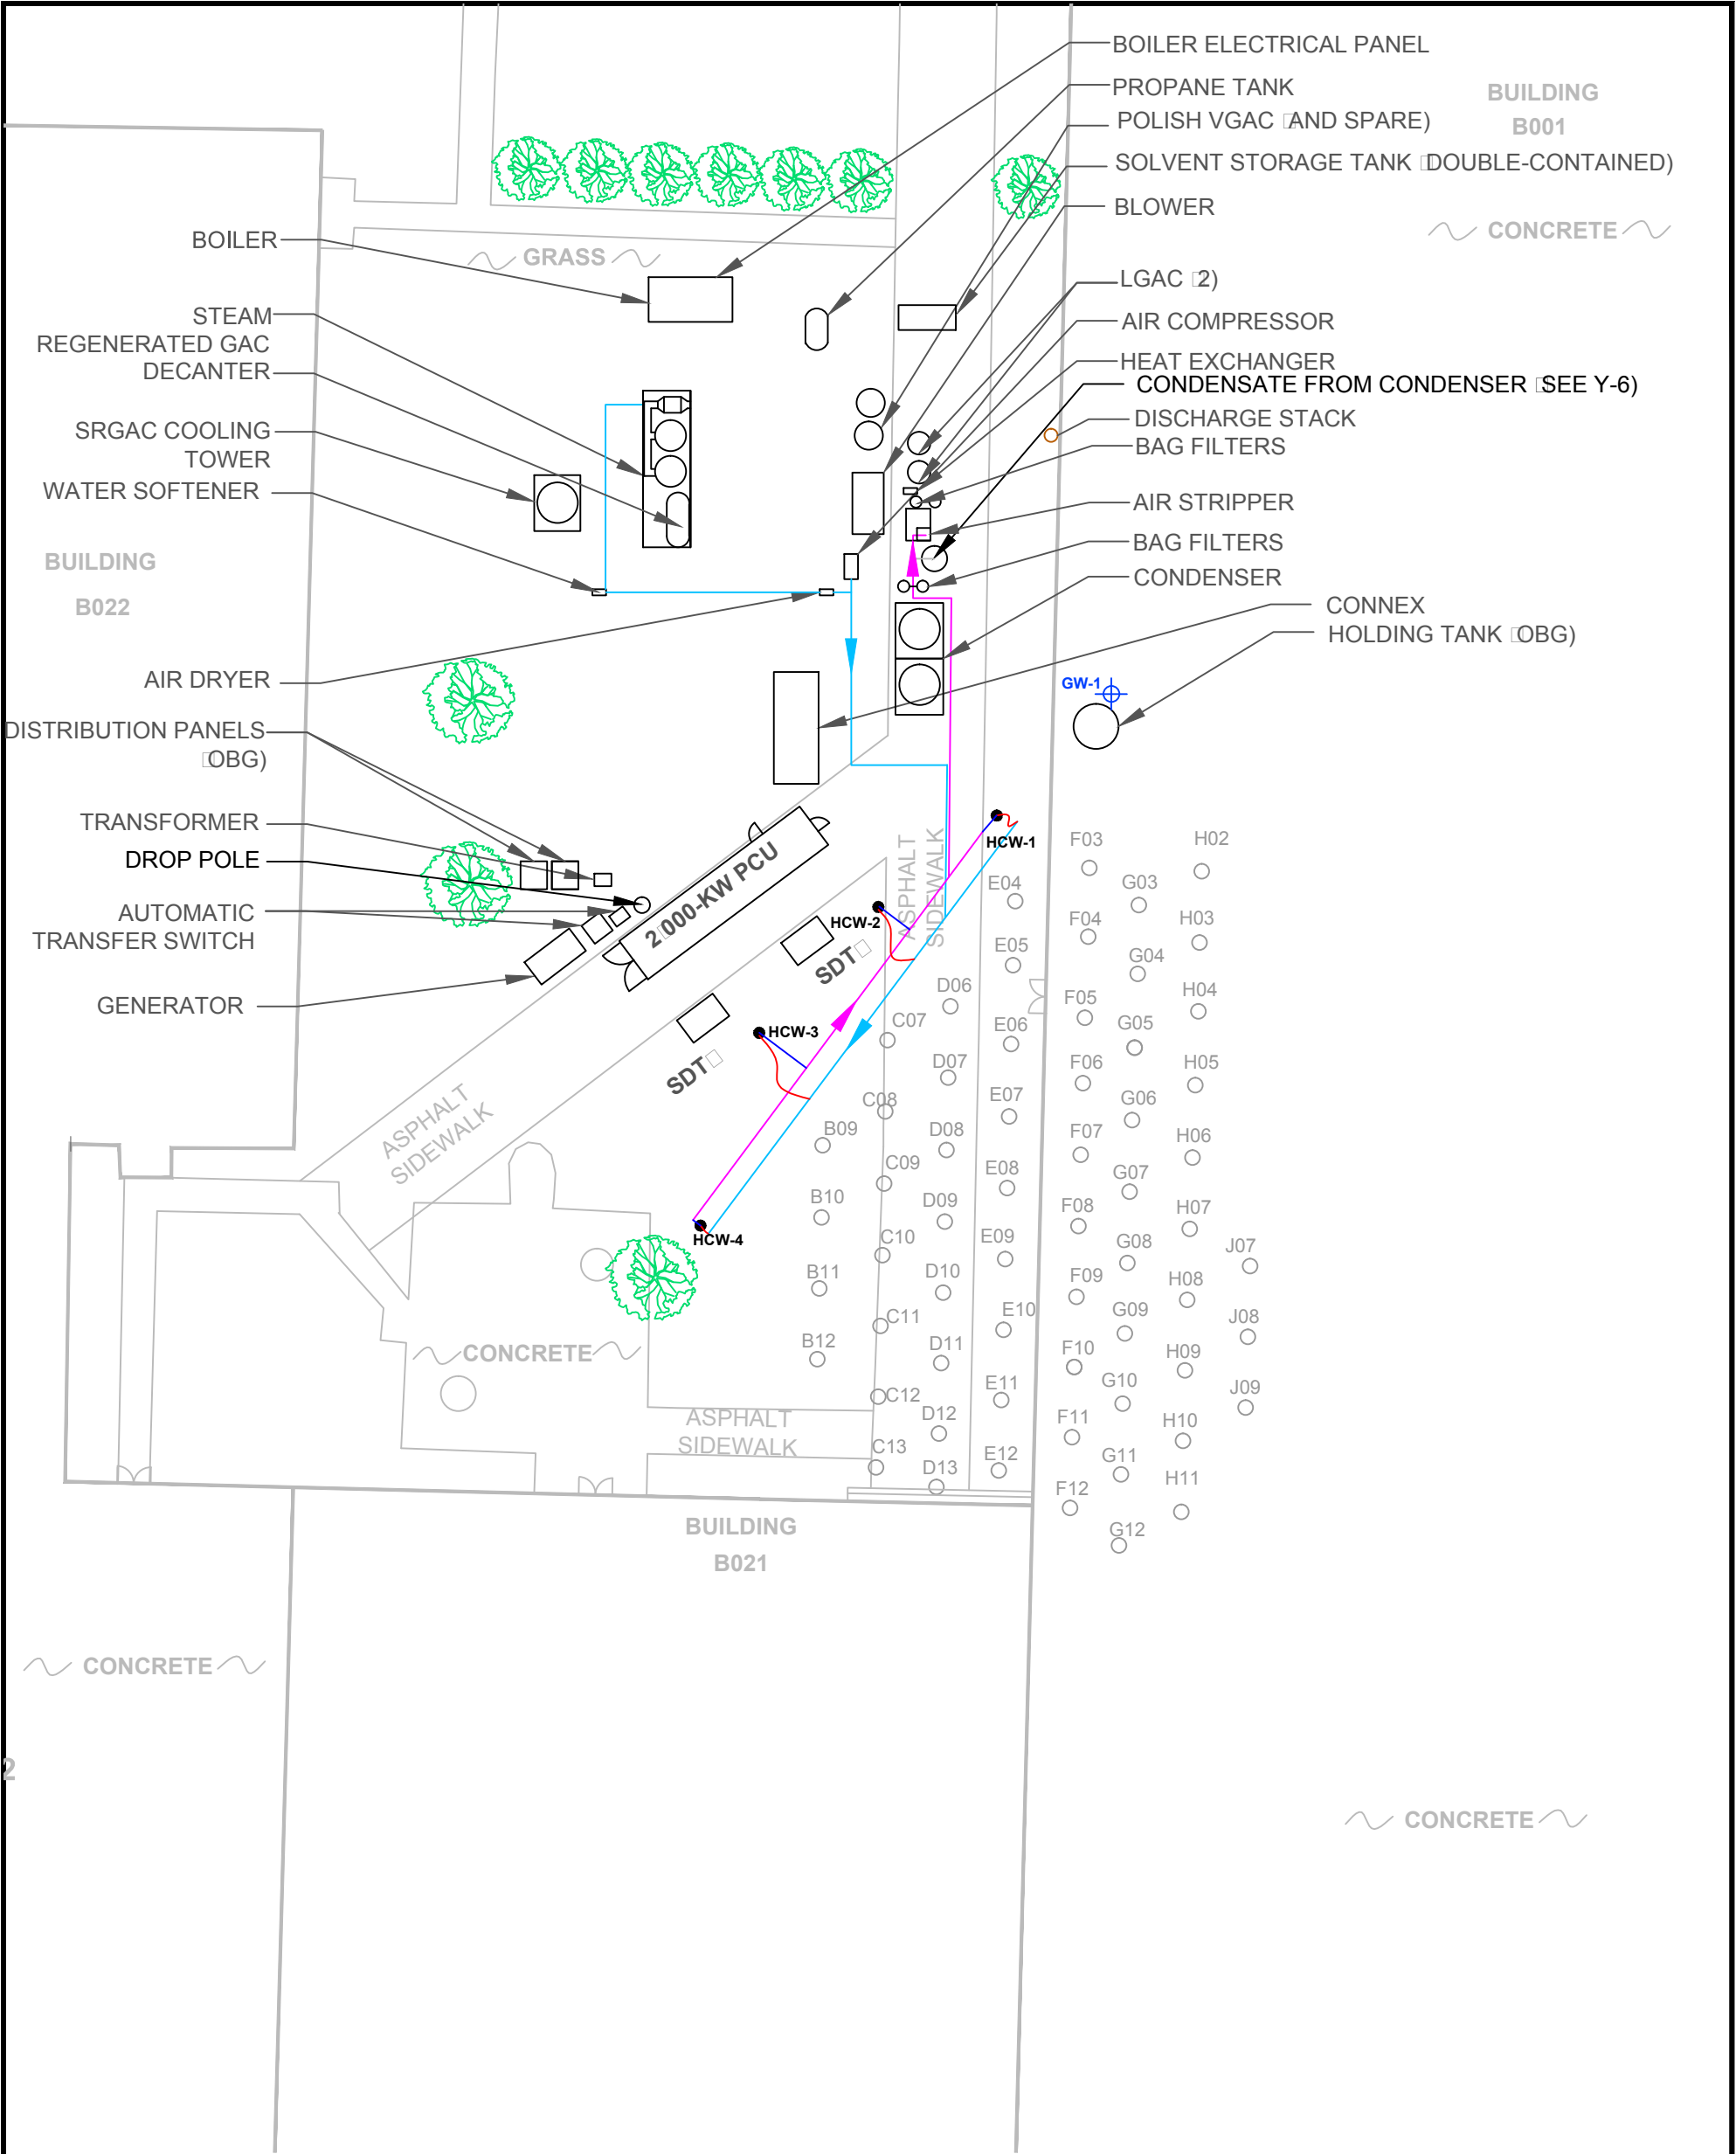 BOILER ELECTRICAL PANEL
PROPANE TANK
BUILDING
B001
POLISH VGAC □AND SPARE)
SOLVENT STORAGE TANK □DOUBLE-CONTAINED)
BLOWER
CONCRETE
BOILER
GRASS
LGAC □2)
STEAM
REGENERATED GAC
AIR COMPRESSOR
HEAT EXCHANGER
DECANTER
CONDENSATE FROM CONDENSER □SEE Y-6)
DISCHARGE STACK
SRGAC COOLING
TOWER
BAG FILTERS
WATER SOFTENER
AIR STRIPPER
BAG FILTERS
BUILDING
B022
CONDENSER
CONNEX
HOLDING TANK □OBG)
AIR DRYER
GW-1
DISTRIBUTION PANELS
□OBG)
TRANSFORMER
DROP POLE
AUTOMATIC
TRANSFER SWITCH
GENERATOR
2□000-KW PCU
ASPHALT
SIDEWALK
HCW-1
HCW-2
SDT□
HCW-3
SDT□
HCW-4
ASPHALT
SIDEWALK
F03
H02
E04
G03
F04
H03
E05
G04
D06
F05
H04
C07
E06
G05
D07
F06
H05
C08
E07
G06
B09
D08
F07
H06
C09
E08
G07
B10
D09
F08
H07
C10
E09
G08
J07
B11
D10
F09
H08
C11
E10
G09
J08
B12
D11
F10
H09
C12
E11
G10
J09
D12
F11
H10
C13
E12
G11
D13
F12
H11
G12
CONCRETE
ASPHALT
SIDEWALK
BUILDING
B021
CONCRETE
2
CONCRETE